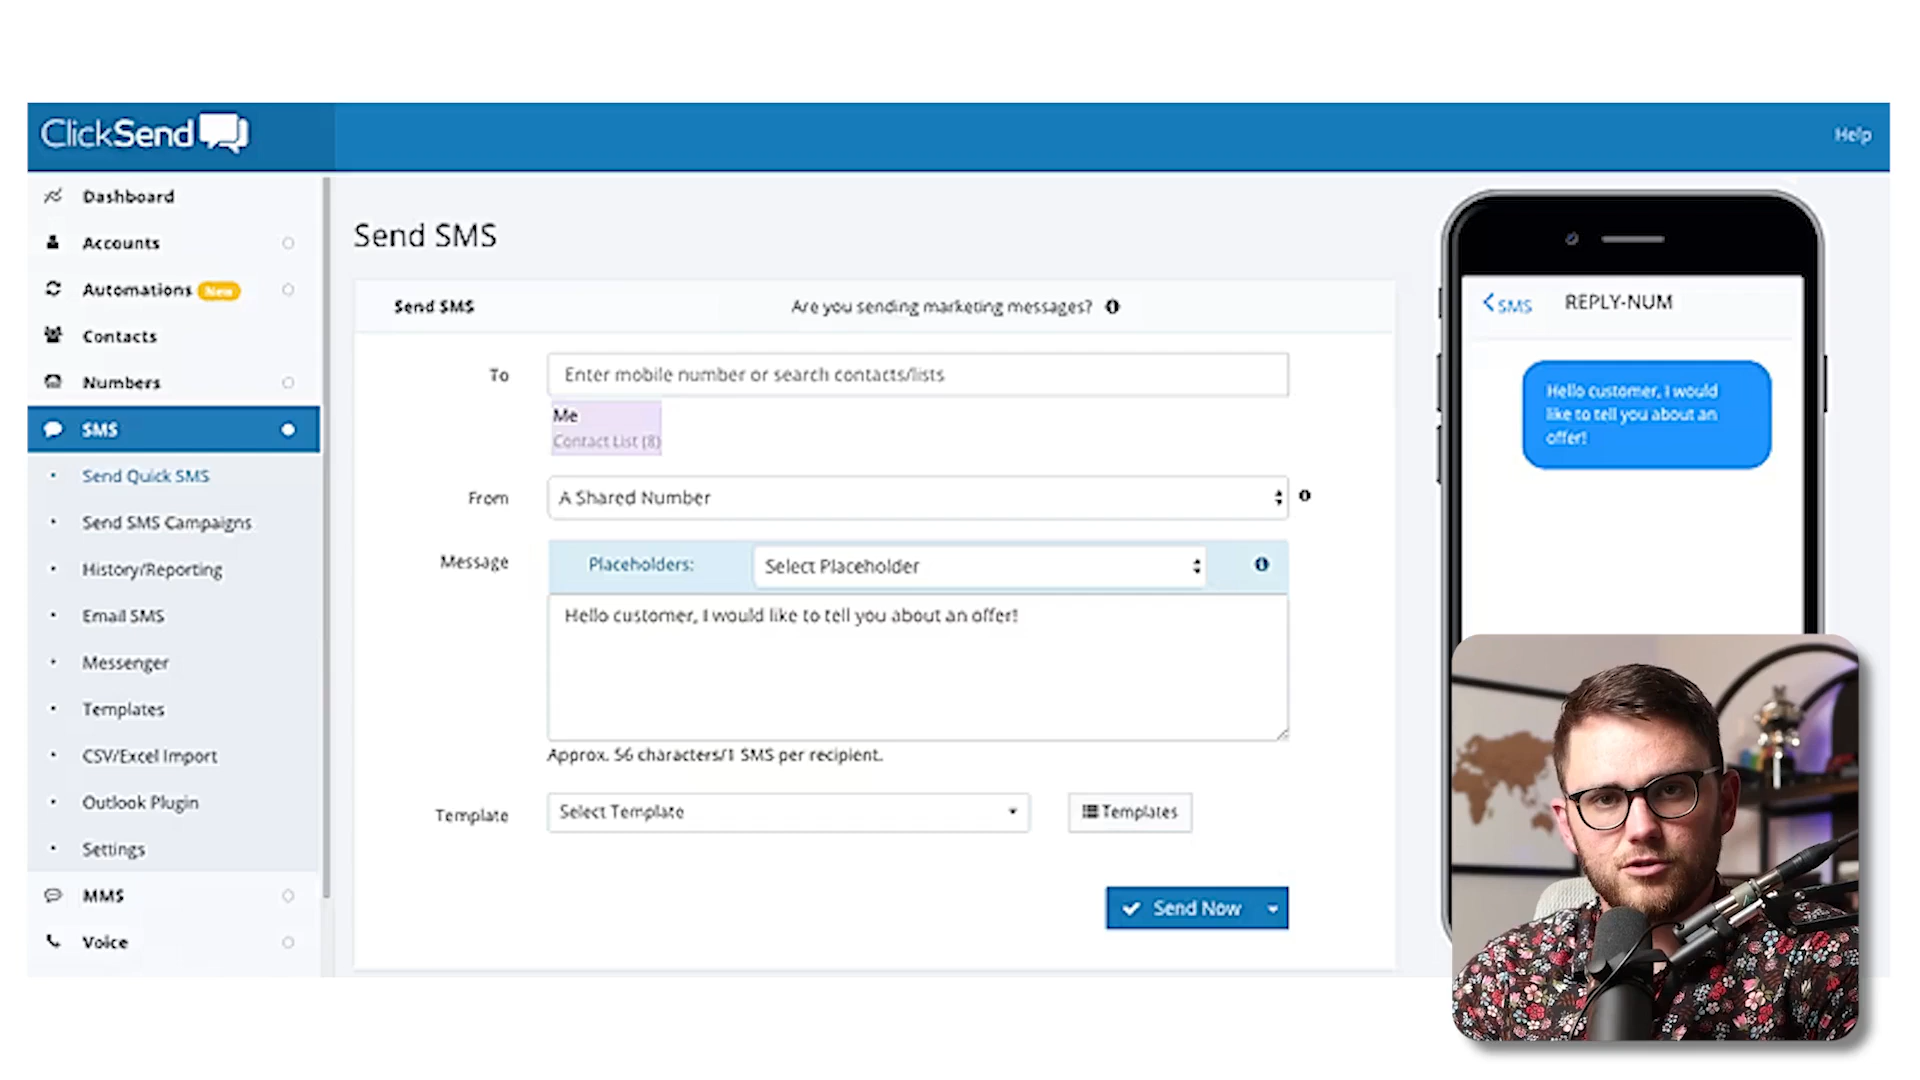 ClickSend
Help
Dashboard
Accounts
Automations New
Contacts
Numbers
SMS
Send Quick SMS
Send SMS Campaigns
History/Reporting
Email SMS
Messenger
Templates
CSV/Excel Import
Outlook Plugin
Settings
MMS
Voice
Send SMS
Send SMS
Are you sending marketing messages?
To
Enter mobile number or search contacts/lists
Me
Contact List (8)
From
A Shared Number
Message
Placeholders:
Select Placeholder
Hello customer, I would like to tell you about an offer!
Approx. 56 characters/1 SMS per recipient.
Template
Select Template
Templates
Send Now
SMS
REPLY-NUM
Hello customer, I would
like to tell you about an
offer!